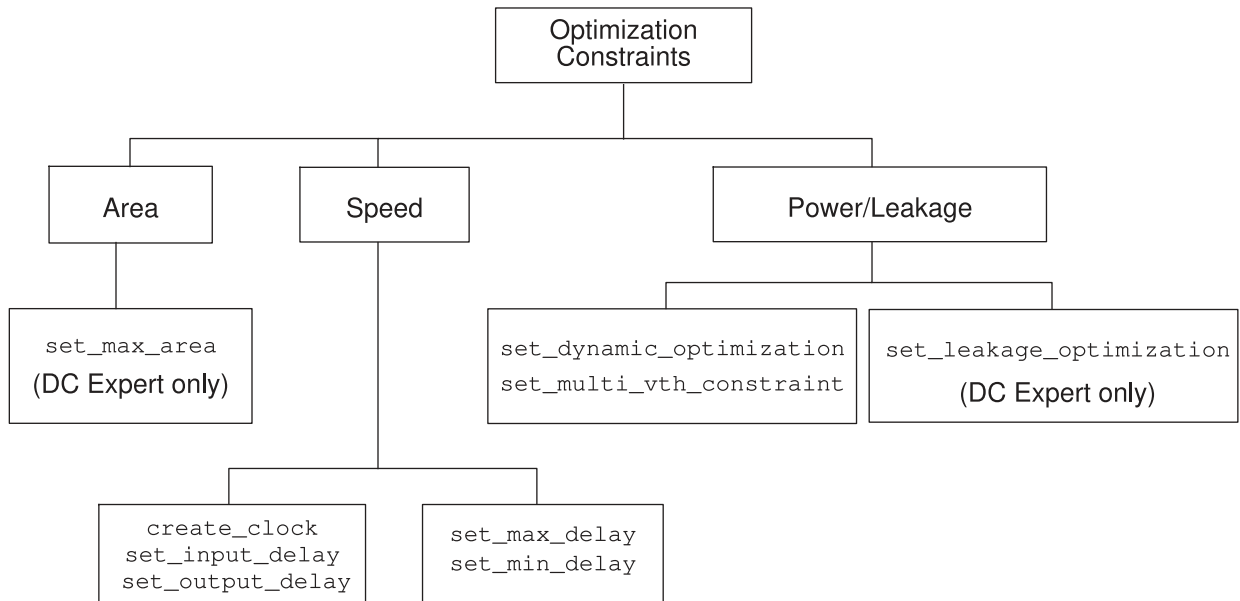 Optimization
Constraints
Area
Speed
Power/Leakage
set_max_area
(DC Expert only)
set_dynamic_optimization
set_multi_vth_constraint
set_leakage_optimization
(DC Expert only)
create_clock
set_input_delay
set_output_delay
set_max_delay
set_min_delay